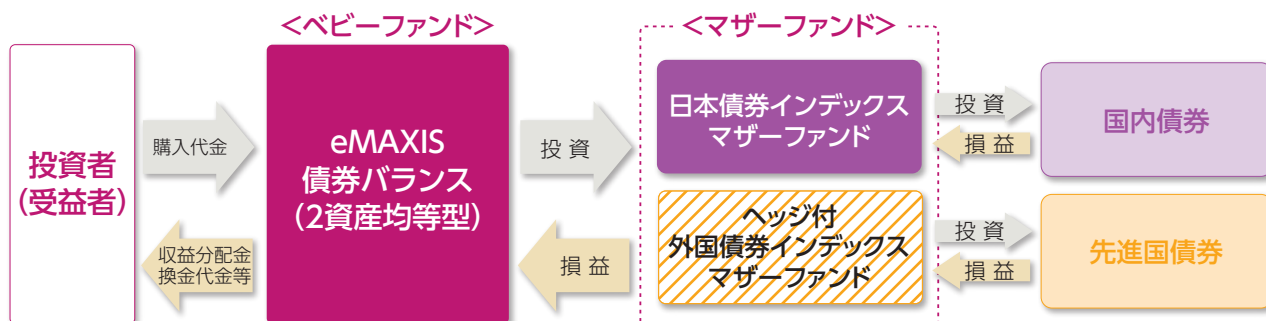 <ベビーファンド>
<マザーファンド>
投資者
(受益者)
購入代金
収益分配金
換金代金等
eMAXIS
債券バランス
(2資産均等型)
投資
損益
日本債券インデックス
マザーファンド
ヘッジ付
外国債券インデックス
マザーファンド
投資
損益
投資
損益
国内債券
先進国債券